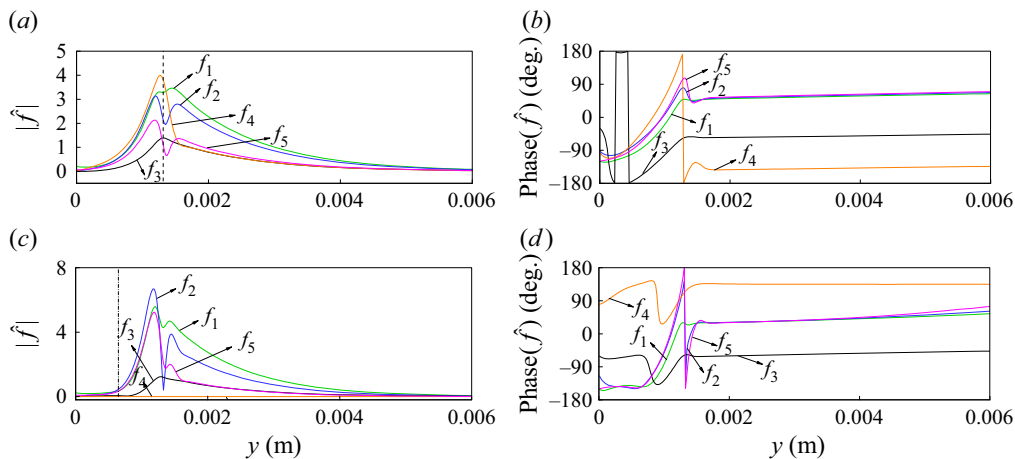 (a)
|f̂|
5
4
3
2
1
0
f₁
f₂
f₄
f₅
f₃
0 0.002 0.004 0.006
(b)
Phase(f̂) (deg.)
180
90
0
−90
−180
f₅
f₂
f₁
f₃
f₄
0 0.002 0.004 0.006
(c)
|f̂|
8
4
0
f₂
f₁
f₃
f₅
f₄
0 0.002 0.004 0.006
y (m)
(d)
Phase(f̂) (deg.)
180
90
0
−90
−180
f₄
f₁
f₅
f₂
f₃
0 0.002 0.004 0.006
y (m)